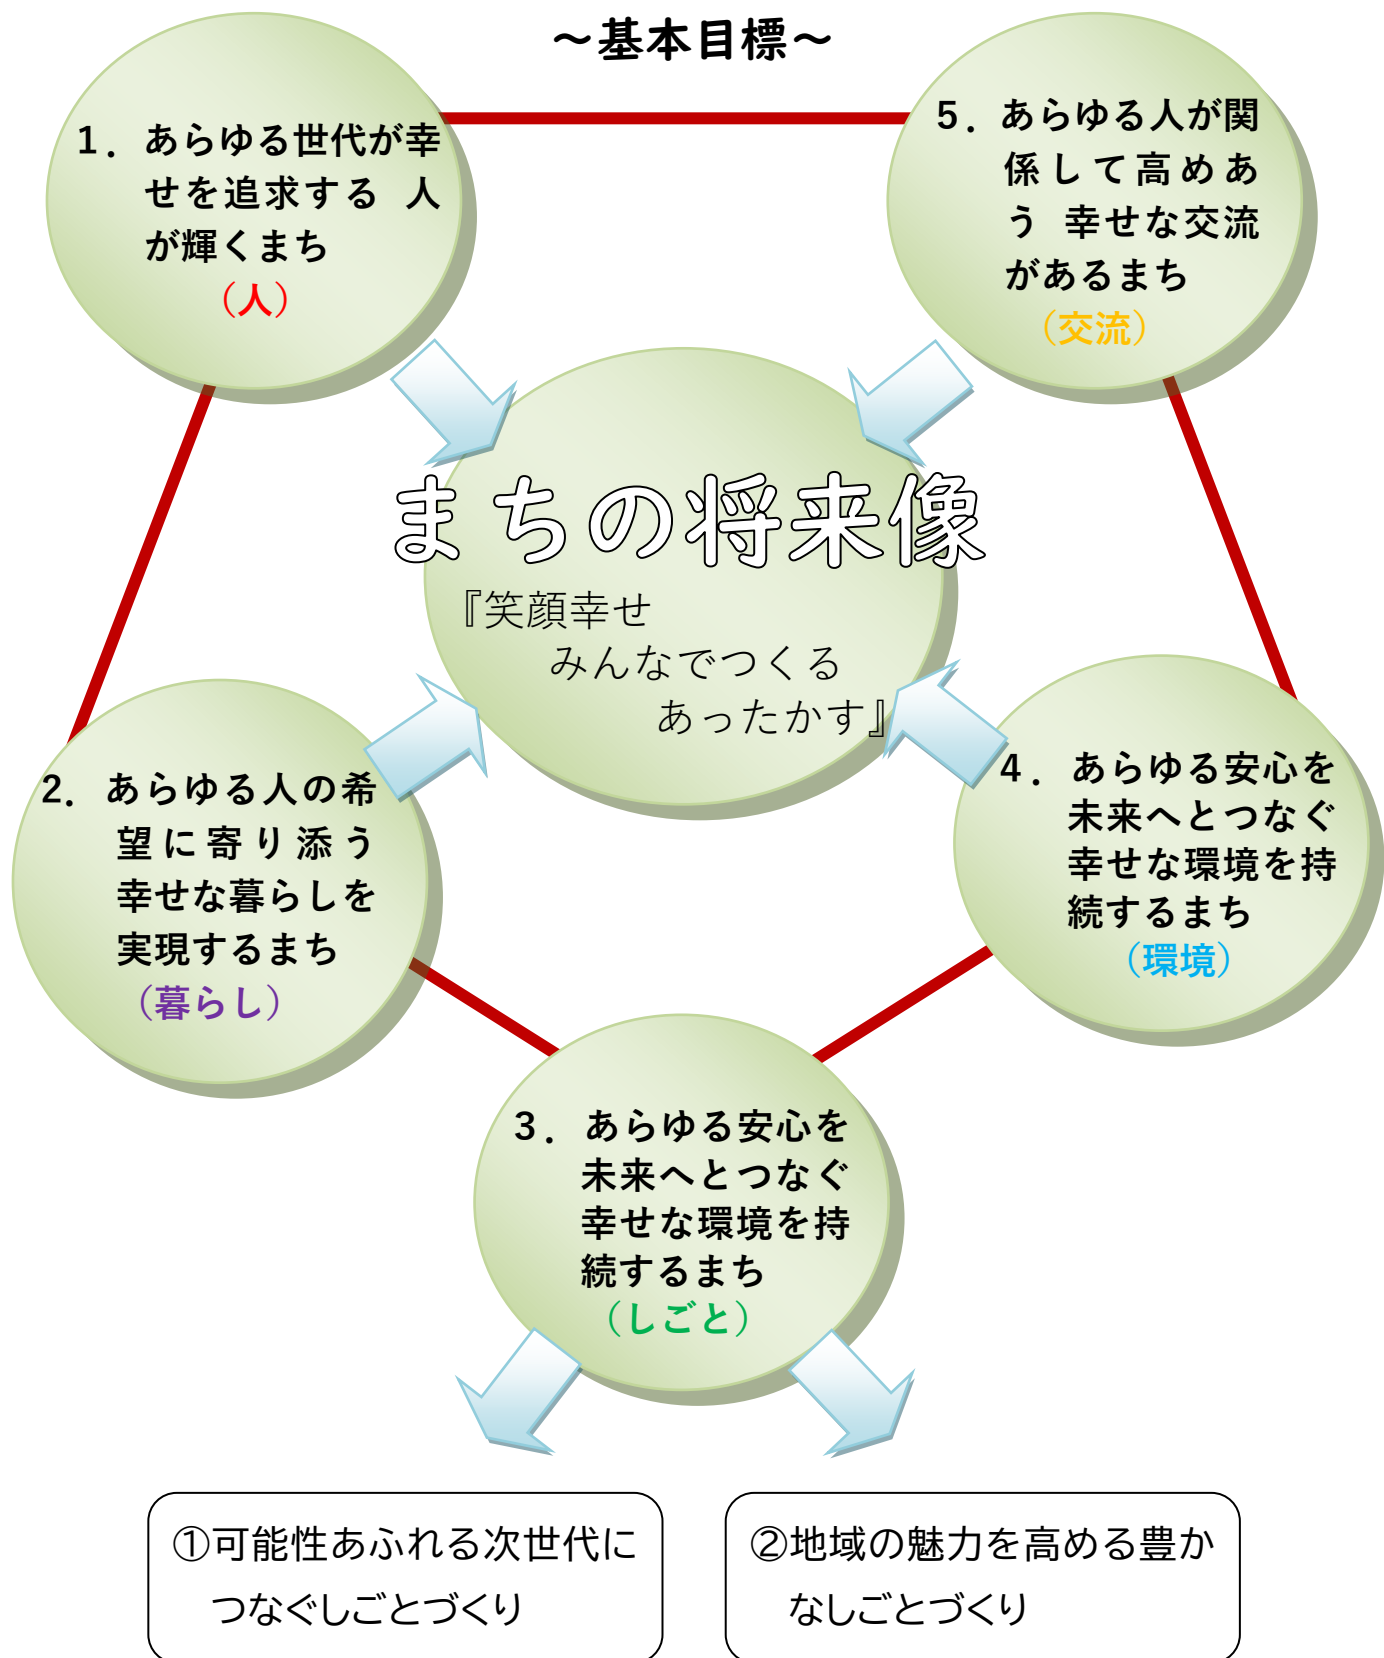 ～基本目標～
1．あらゆる世代が幸
せを追求する 人
が輝くまち
（人）
5．あらゆる人が関
係して高めあ
う 幸せな交流
があるまち
（交流）
まちの将来像
『笑顔幸せ
みんなでつくる
あったかす』
2．あらゆる人の希
望に寄り添う
幸せな暮らしを
実現するまち
（暮らし）
4．あらゆる安心を
未来へとつなぐ
幸せな環境を持
続するまち
（環境）
3．あらゆる安心を
未来へとつなぐ
幸せな環境を持
続するまち
（しごと）
①可能性あふれる次世代に
つなぐしごとづくり
②地域の魅力を高める豊か
なしごとづくり